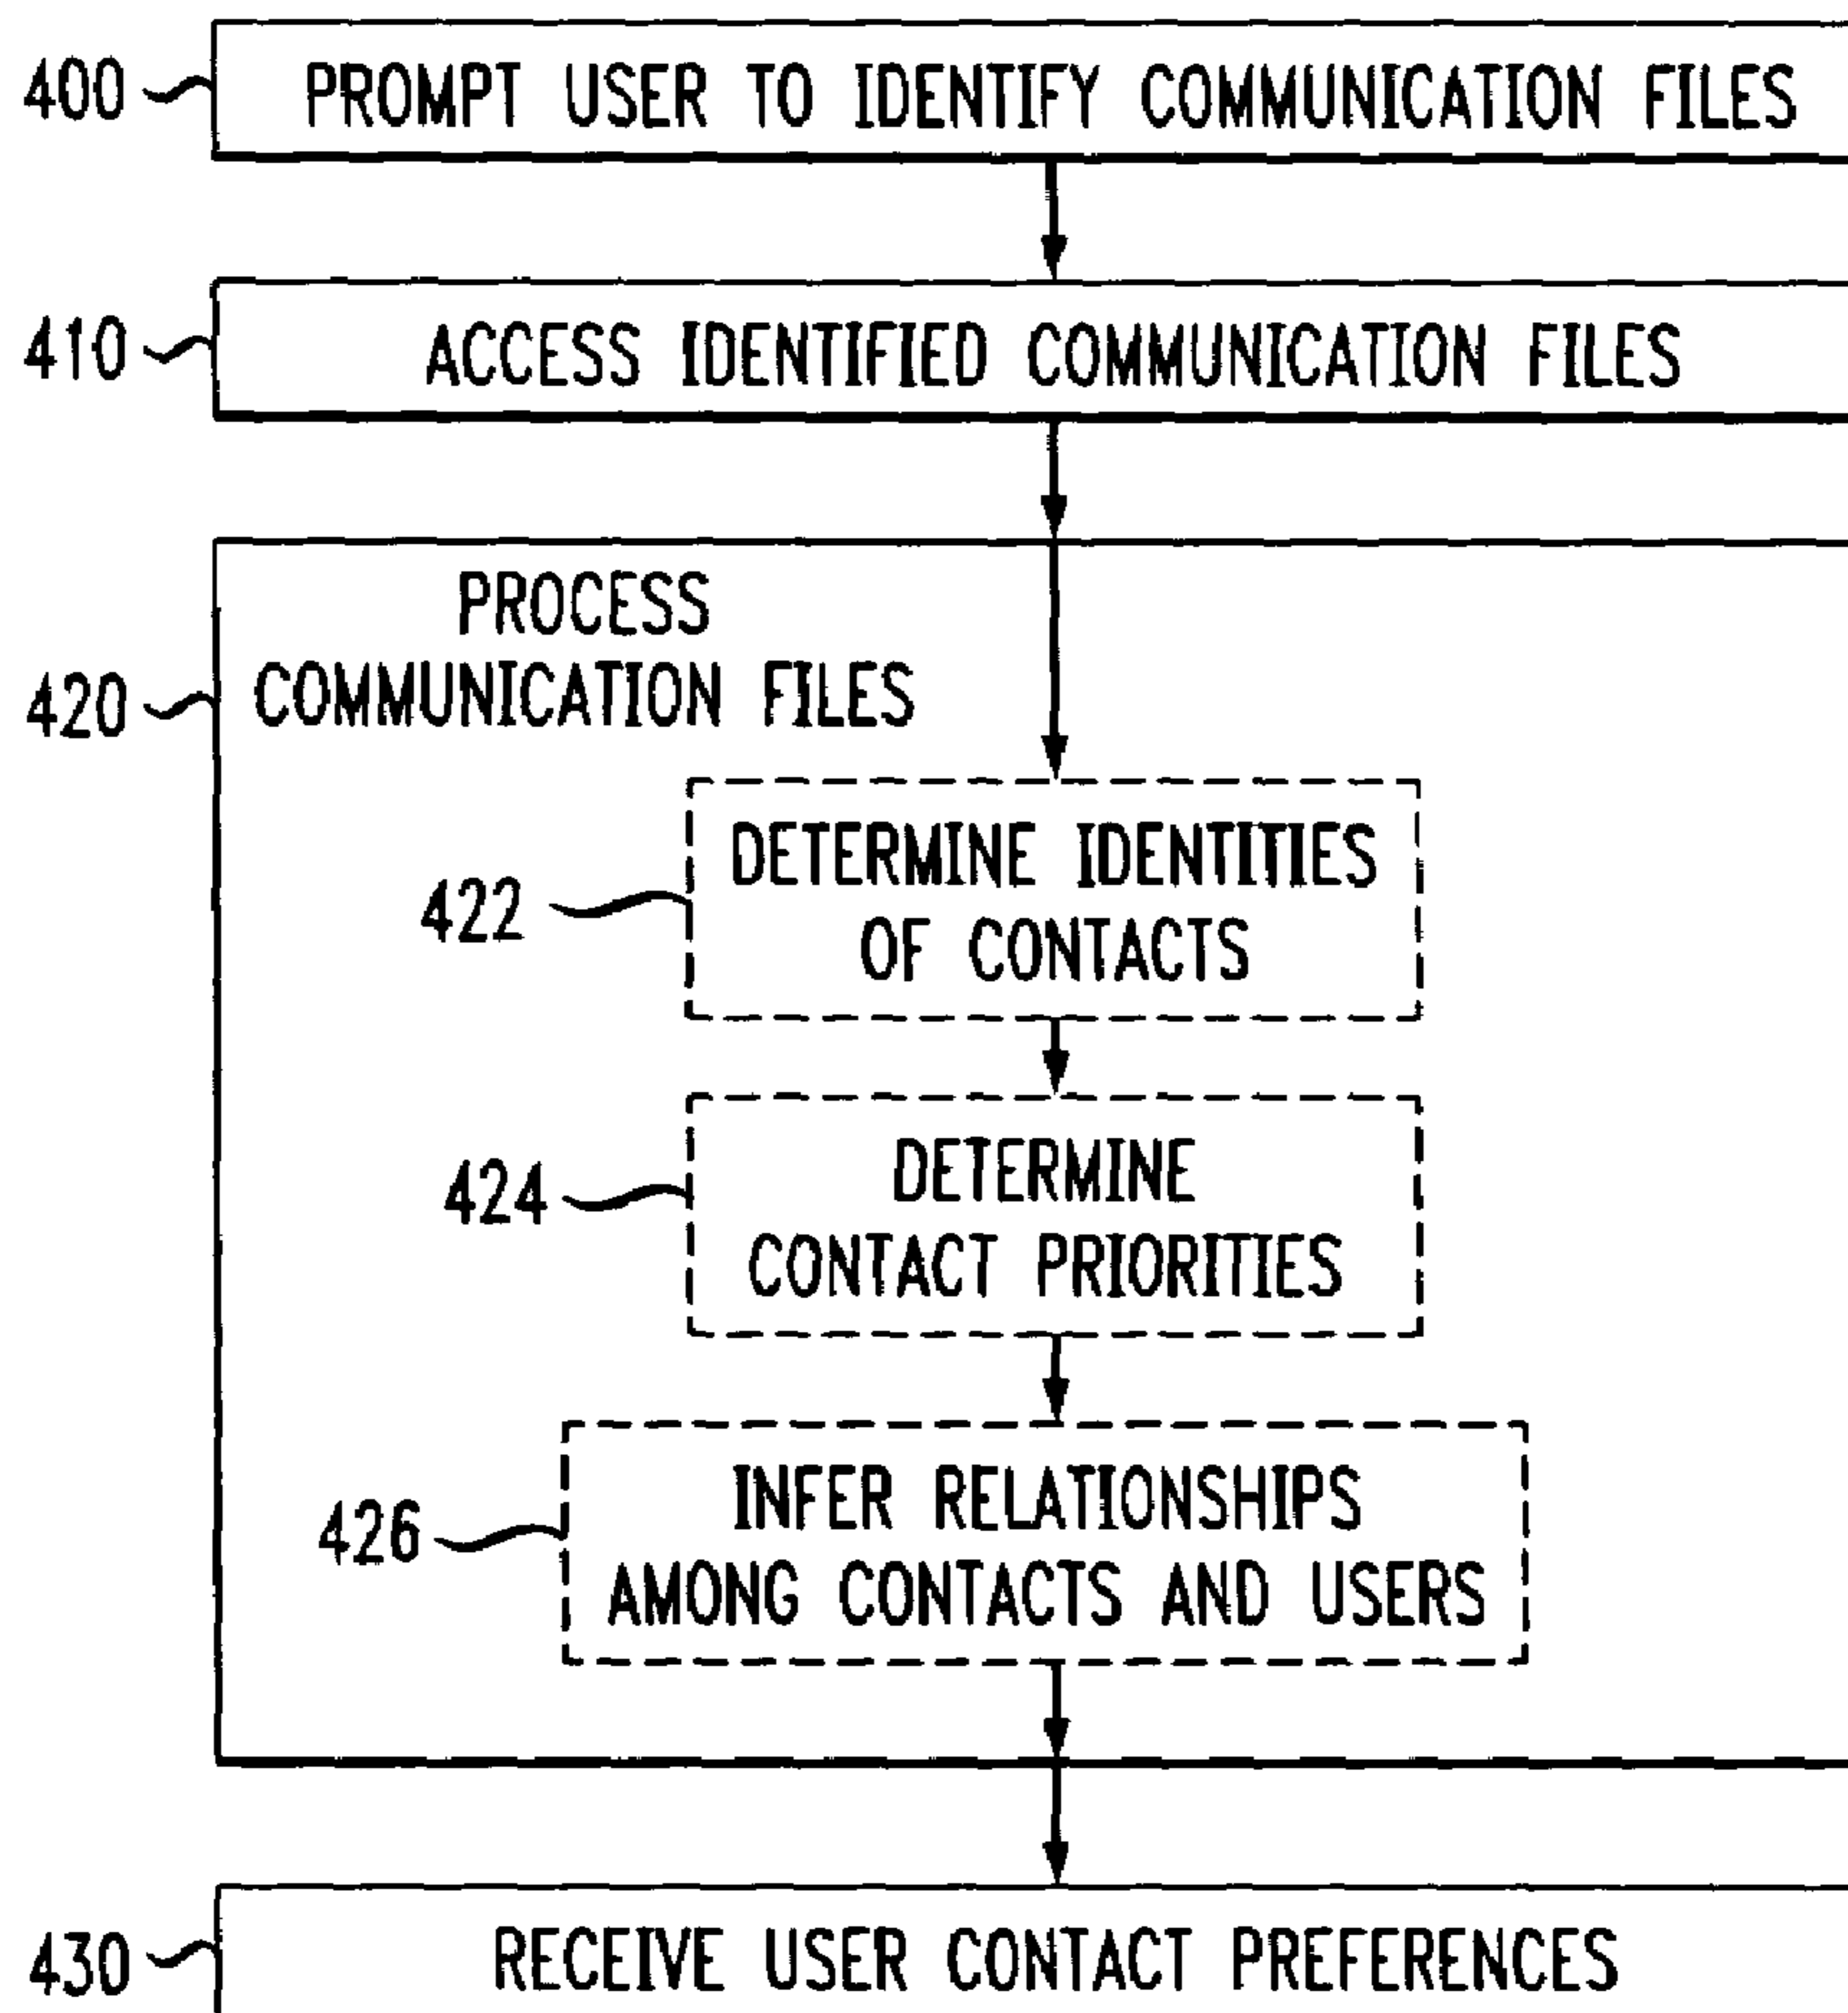 400 PROMPT USER TO IDENTIFY COMMUNICATION FILES
410 ACCESS IDENTIFIED COMMUNICATION FILES
PROCESS
420 COMMUNICATION FILES
DETERMINE IDENTITIES
422
OF CONTACTS
DETERMINE
424
CONTACT PRIORITIES
INFER RELATIONSHIPS
426
AMONG CONTACTS AND USERS
430 RECEIVE USER CONTACT PREFERENCES